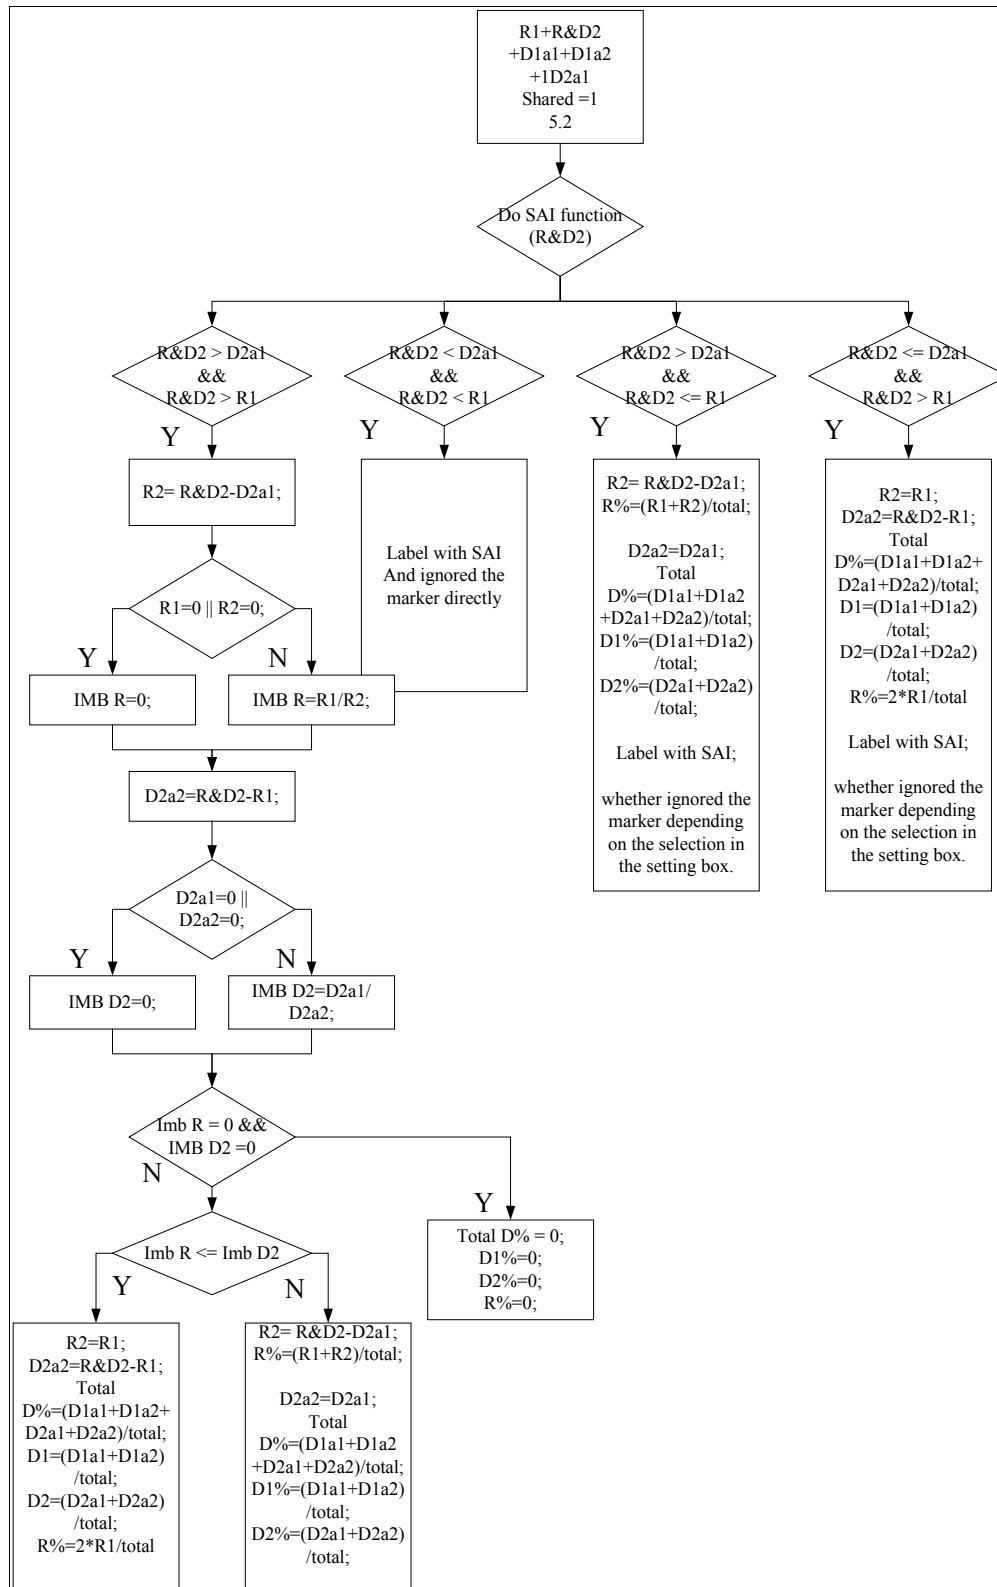 R1+R&D2
+D1a1+D1a2
+1D2a1
Shared =1
5.2
Do SAI function
(R&D2)
R&D2 > D2a1
&&
R&D2 > R1
Y
R&D2 < D2a1
&&
R&D2 < R1
Y
R&D2 > D2a1
&&
R&D2 <= R1
Y
R&D2 <= D2a1
&&
R&D2 > R1
Y
R2= R&D2-D2a1;
Label with SAI
And ignored the
marker directly
R2= R&D2-D2a1;
R%=(R1+R2)/total;
D2a2=D2a1;
Total
D%=(D1a1+D1a2
+D2a1+D2a2)/total;
D1%=(D1a1+D1a2)
/total;
D2%=(D2a1+D2a2)
/total;
Label with SAI;
whether ignored the
marker depending
on the selection in
the setting box.
R2=R1;
D2a2=R&D2-R1;
Total
D%=(D1a1+D1a2+
D2a1+D2a2)/total;
D1=(D1a1+D1a2)
/total;
D2=(D2a1+D2a2)
/total;
R%=2*R1/total
Label with SAI;
whether ignored the
marker depending
on the selection in
the setting box.
R1=0 || R2=0;
Y
N
IMB R=0;
IMB R=R1/R2;
D2a2=R&D2-R1;
D2a1=0 ||
D2a2=0;
Y
N
IMB D2=0;
IMB D2=D2a1/
D2a2;
Imb R = 0 &&
IMB D2 =0
N
Y
Total D% = 0;
D1%=0;
D2%=0;
R%=0;
Imb R <= Imb D2
Y
N
R2=R1;
D2a2=R&D2-R1;
Total
D%=(D1a1+D1a2+
D2a1+D2a2)/total;
D1=(D1a1+D1a2)
/total;
D2=(D2a1+D2a2)
/total;
R%=2*R1/total
R2= R&D2-D2a1;
R%=(R1+R2)/total;
D2a2=D2a1;
Total
D%=(D1a1+D1a2
+D2a1+D2a2)/total;
D1%=(D1a1+D1a2)
/total;
D2%=(D2a1+D2a2)
/total;